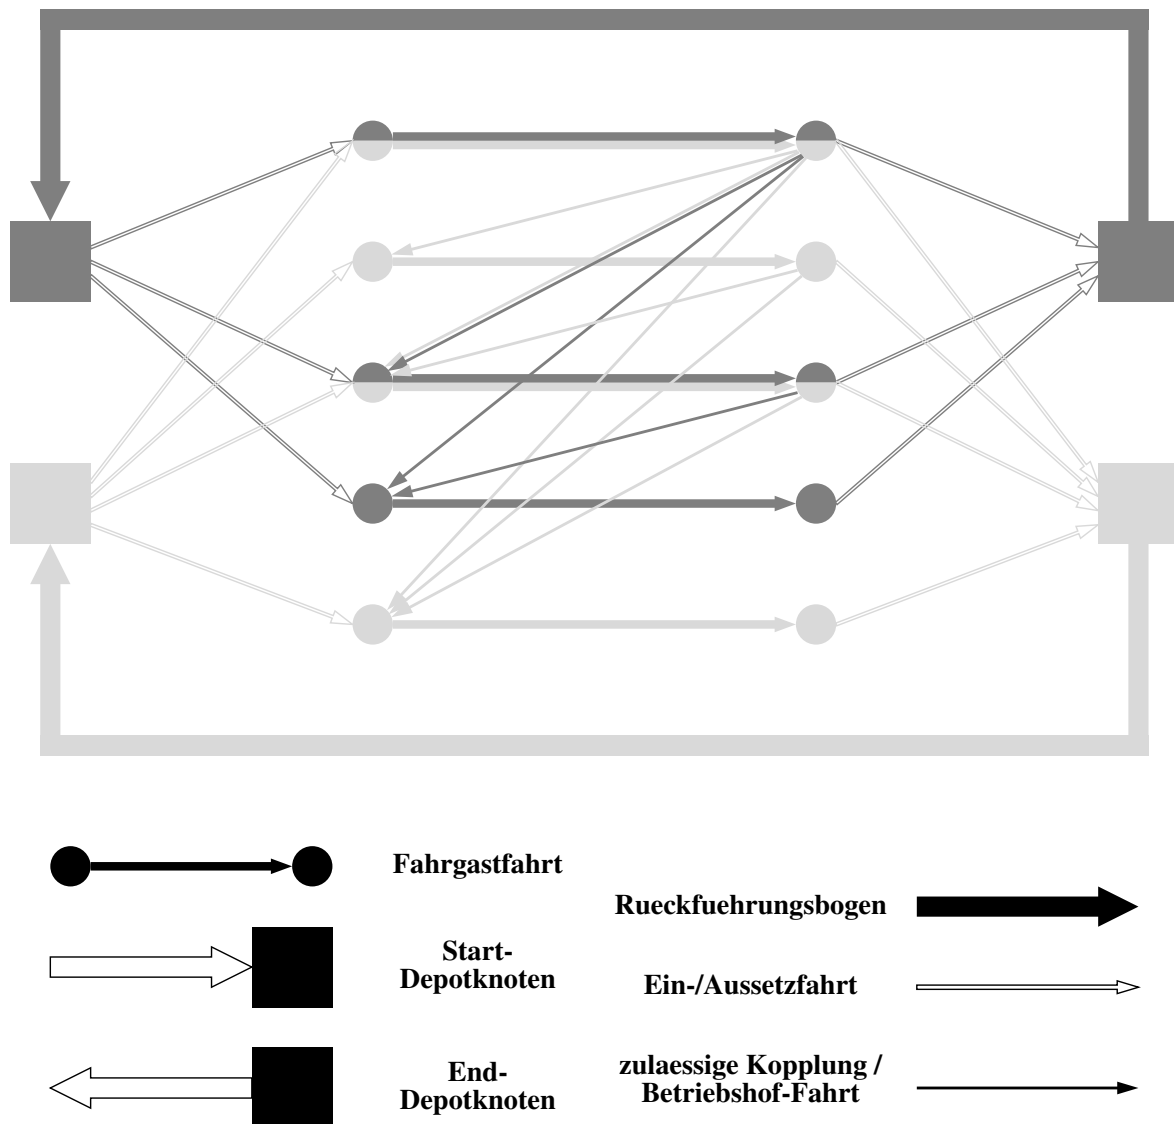 Fahrgastfahrt
Start-
Depotknoten
End-
Depotknoten
Rueckfuehrungsbogen
Ein-/Aussetzfahrt
zulaessige Kopplung /
Betriebshof-Fahrt